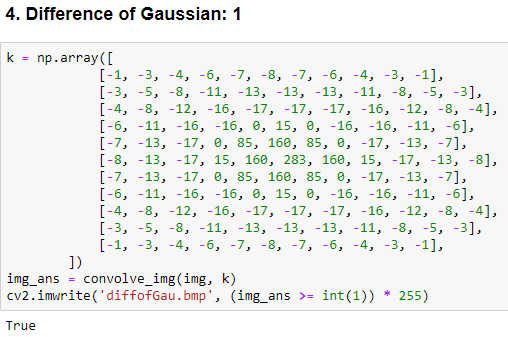 4. Difference of Gaussian: 1
k = np.array([
            [-1, -3, -4, -6, -7, -8, -7, -6, -4, -3, -1],
            [-3, -5, -8, -11, -13, -13, -13, -11, -8, -5, -3],
            [-4, -8, -12, -16, -17, -17, -17, -16, -12, -8, -4],
            [-6, -11, -16, -16, 0, 15, 0, -16, -16, -11, -6],
            [-7, -13, -17, 0, 85, 160, 85, 0, -17, -13, -7],
            [-8, -13, -17, 15, 160, 283, 160, 15, -17, -13, -8],
            [-7, -13, -17, 0, 85, 160, 85, 0, -17, -13, -7],
            [-6, -11, -16, -16, 0, 15, 0, -16, -16, -11, -6],
            [-4, -8, -12, -16, -17, -17, -17, -16, -12, -8, -4],
            [-3, -5, -8, -11, -13, -13, -13, -11, -8, -5, -3],
            [-1, -3, -4, -6, -7, -8, -7, -6, -4, -3, -1],
        ])
img_ans = convolve_img(img, k)
cv2.imwrite('diffofGau.bmp', (img_ans >= int(1)) * 255)
True